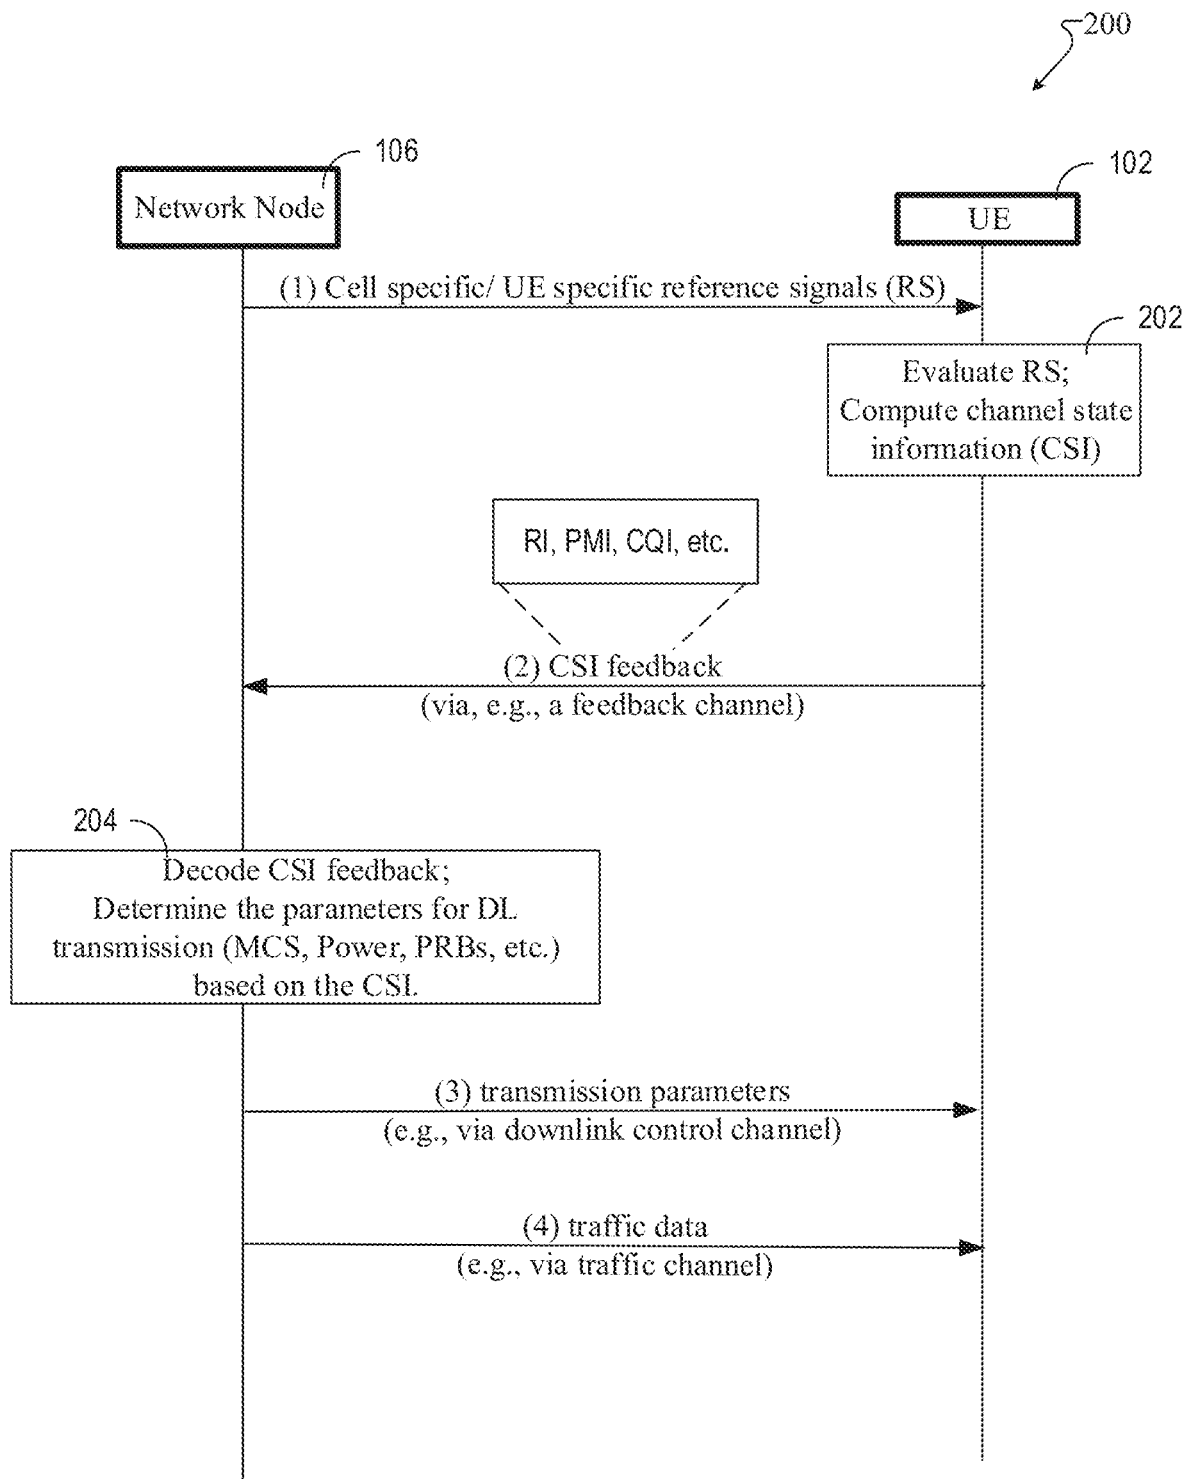 200
106
Network Node
102
UE
(1) Cell specific/ UE specific reference signals (RS)
202
Evaluate RS;
Compute channel state
information (CSI)
RI, PMI, CQI, etc.
(2) CSI feedback
(via, e.g., a feedback channel)
204
Decode CSI feedback;
Determine the parameters for DL
transmission (MCS, Power, PRBs, etc.)
based on the CSI.
(3) transmission parameters
(e.g., via downlink control channel)
(4) traffic data
(e.g., via traffic channel)